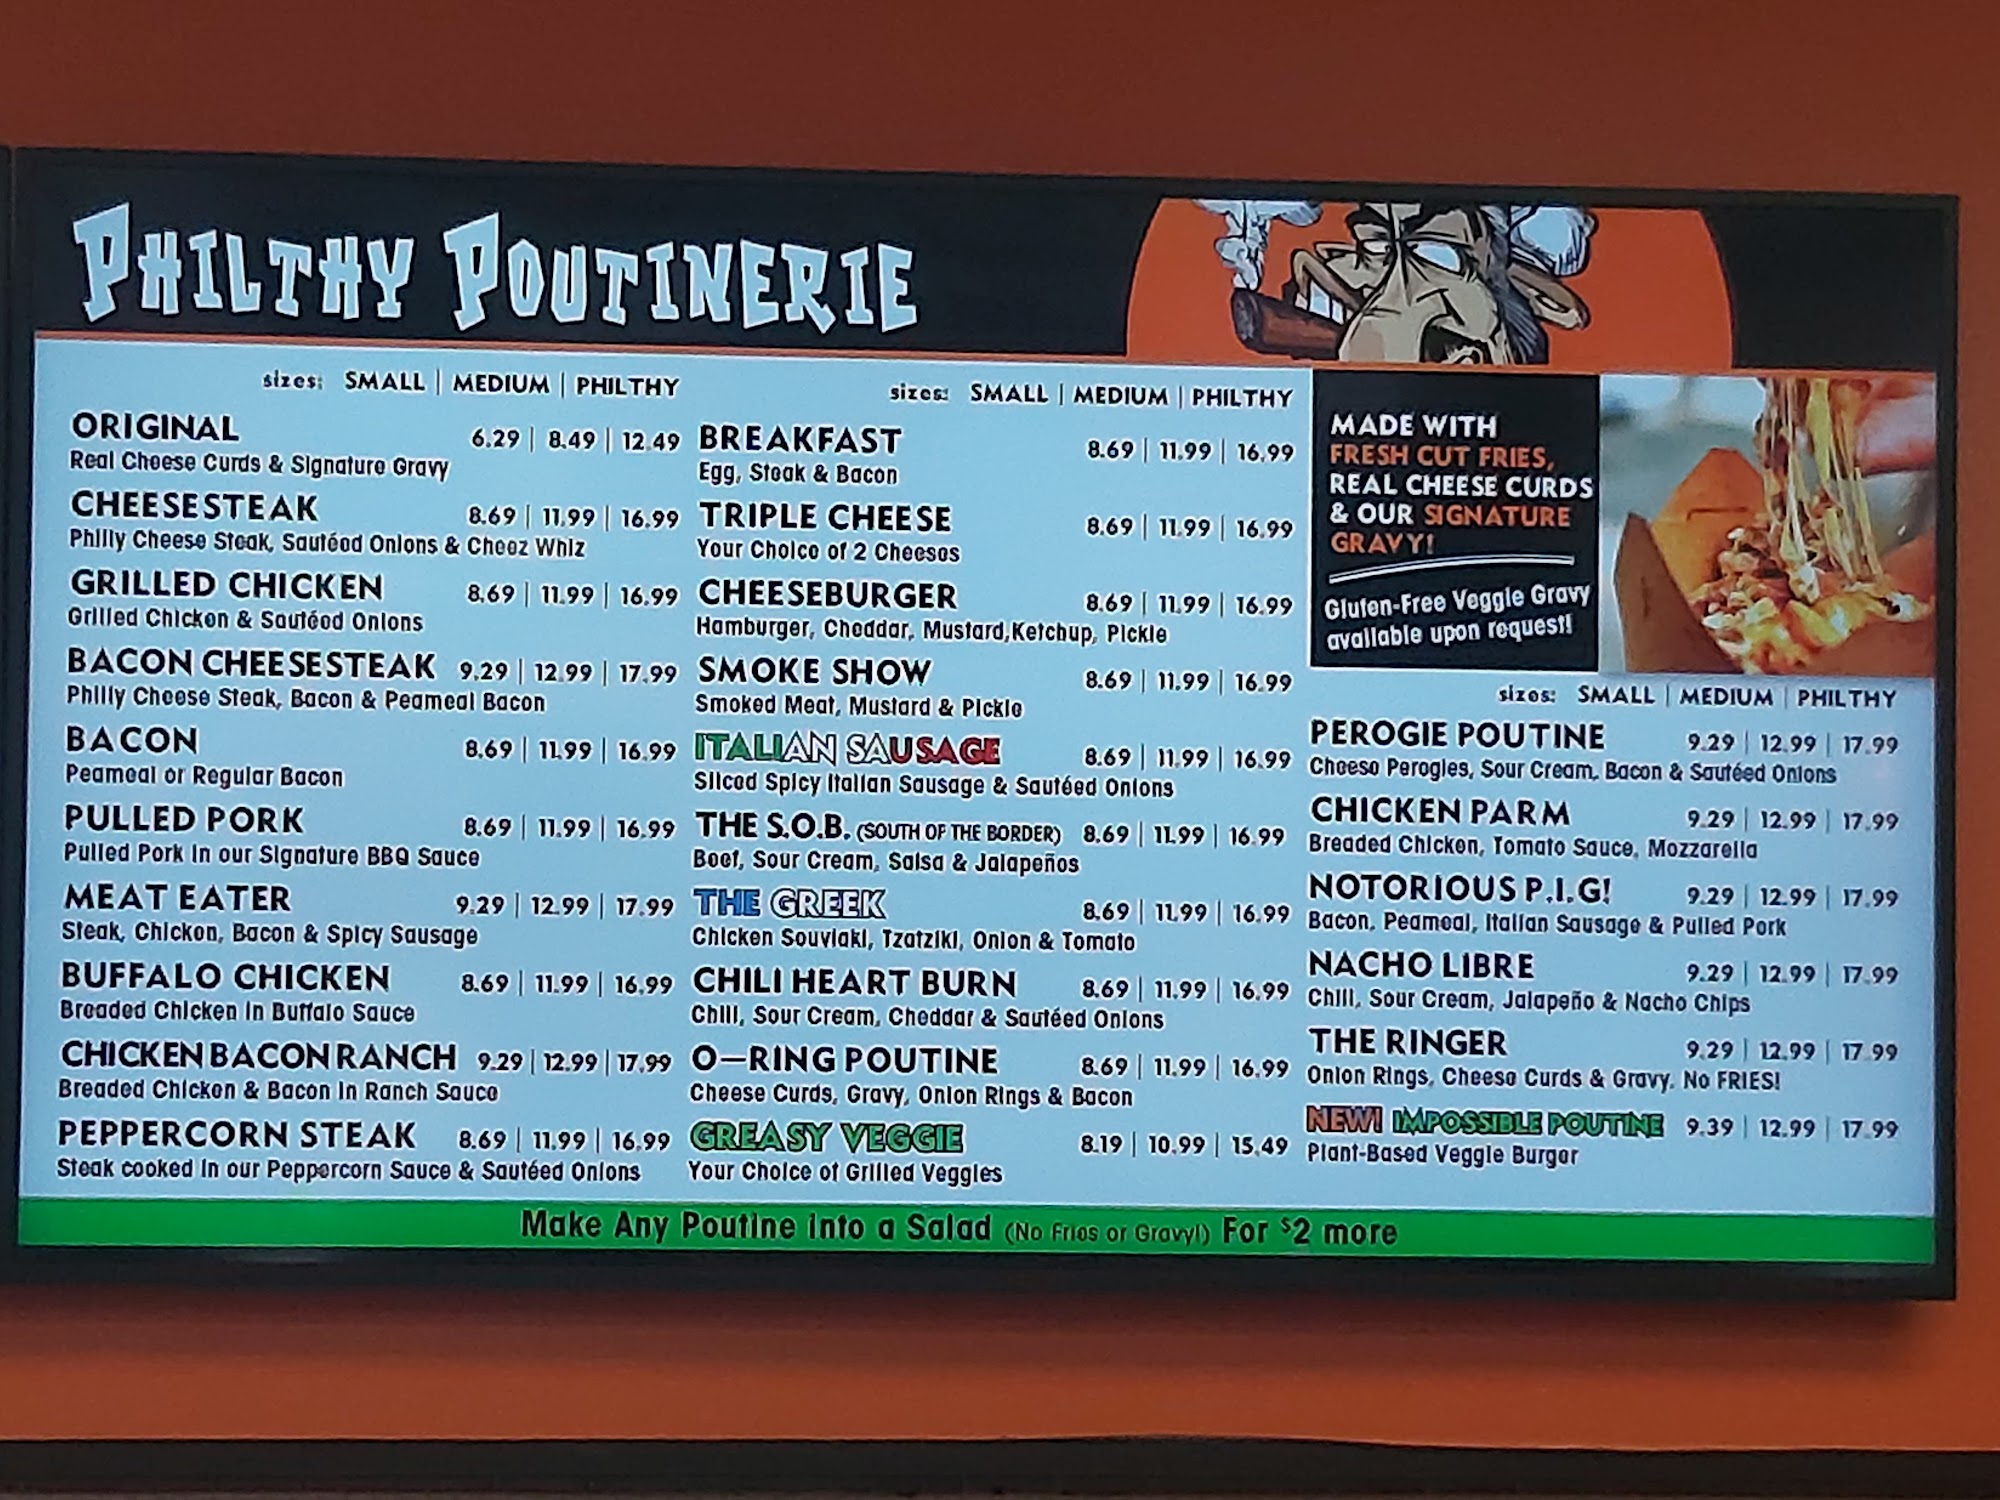 PHILTHY POUTINERIE
sizes: SMALL | MEDIUM | PHILTHY
ORIGINAL 6.29 | 8.49 | 12.49
Real Cheese Curds & Signature Gravy
CHEESESTEAK 8.69 | 11.99 | 16.99
Philly Cheese Steak, Sautéed Onions & Cheez Whiz
GRILLED CHICKEN 8.69 | 11.99 | 16.99
Grilled Chicken & Sautéed Onions
BACON CHEESESTEAK 9.29 | 12.99 | 17.99
Philly Cheese Steak, Bacon & Peameal Bacon
BACON 8.69 | 11.99 | 16.99
Peameal or Regular Bacon
PULLED PORK 8.69 | 11.99 | 16.99
Pulled Pork in our Signature BBQ Sauce
MEAT EATER 9.29 | 12.99 | 17.99
Steak, Chicken, Bacon & Spicy Sausage
BUFFALO CHICKEN 8.69 | 11.99 | 16.99
Breaded Chicken in Buffalo Sauce
CHICKEN BACON RANCH 9.29 | 12.99 | 17.99
Breaded Chicken & Bacon in Ranch Sauce
PEPPERCORN STEAK 8.69 | 11.99 | 16.99
Steak cooked in our Peppercorn Sauce & Sautéed Onions
sizes: SMALL | MEDIUM | PHILTHY
BREAKFAST 8.69 | 11.99 | 16.99
Egg, Steak & Bacon
TRIPLE CHEESE 8.69 | 11.99 | 16.99
Your Choice of 2 Cheeses
CHEESEBURGER 8.69 | 11.99 | 16.99
Hamburger, Cheddar, Mustard,Ketchup, Pickle
SMOKE SHOW 8.69 | 11.99 | 16.99
Smoked Meat, Mustard & Pickle
ITALIAN SAUSAGE 8.69 | 11.99 | 16.99
Sliced Spicy Italian Sausage & Sautéed Onions
THE S.O.B. (SOUTH OF THE BORDER) 8.69 | 11.99 | 16.99
Beef, Sour Cream, Salsa & Jalapeños
THE GREEK 8.69 | 11.99 | 16.99
Chicken Souvlaki, Tzatziki, Onion & Tomato
CHILI HEART BURN 8.69 | 11.99 | 16.99
Chili, Sour Cream, Cheddar & Sautéed Onions
O–RING POUTINE 8.69 | 11.99 | 16.99
Cheese Curds, Gravy, Onion Rings & Bacon
GREASY VEGGIE 8.19 | 10.99 | 15.49
Your Choice of Grilled Veggies
MADE WITH
FRESH CUT FRIES,
REAL CHEESE CURDS
& OUR SIGNATURE
GRAVY!
Gluten-Free Veggie Gravy
available upon request!
sizes: SMALL | MEDIUM | PHILTHY
PEROGIE POUTINE 9.29 | 12.99 | 17.99
Cheese Perogies, Sour Cream, Bacon & Sautéed Onions
CHICKEN PARM 9.29 | 12.99 | 17.99
Breaded Chicken, Tomato Sauce, Mozzarella
NOTORIOUS P.I.G! 9.29 | 12.99 | 17.99
Bacon, Peameal, Italian Sausage & Pulled Pork
NACHO LIBRE 9.29 | 12.99 | 17.99
Chili, Sour Cream, Jalapeño & Nacho Chips
THE RINGER 9.29 | 12.99 | 17.99
Onion Rings, Cheese Curds & Gravy. No FRIES!
NEW! IMPOSSIBLE POUTINE 9.39 | 12.99 | 17.99
Plant-Based Veggie Burger
Make Any Poutine into a Salad (No Fries or Gravy!) For $2 more